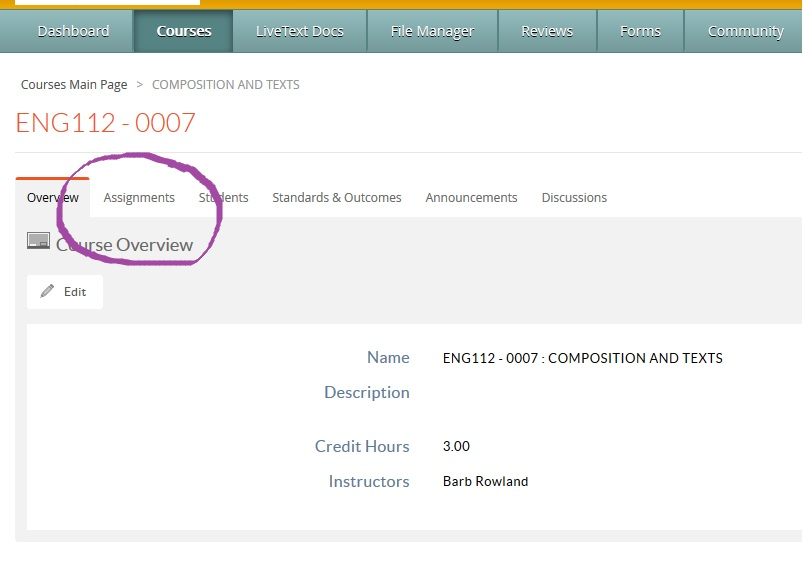 Dashboard Courses LiveText Docs File Manager Reviews Forms Community
Courses Main Page > COMPOSITION AND TEXTS
ENG112 - 0007
Overview Assignments Students Standards & Outcomes Announcements Discussions
Course Overview
Edit
Name ENG112 - 0007 : COMPOSITION AND TEXTS
Description
Credit Hours 3.00
Instructors Barb Rowland